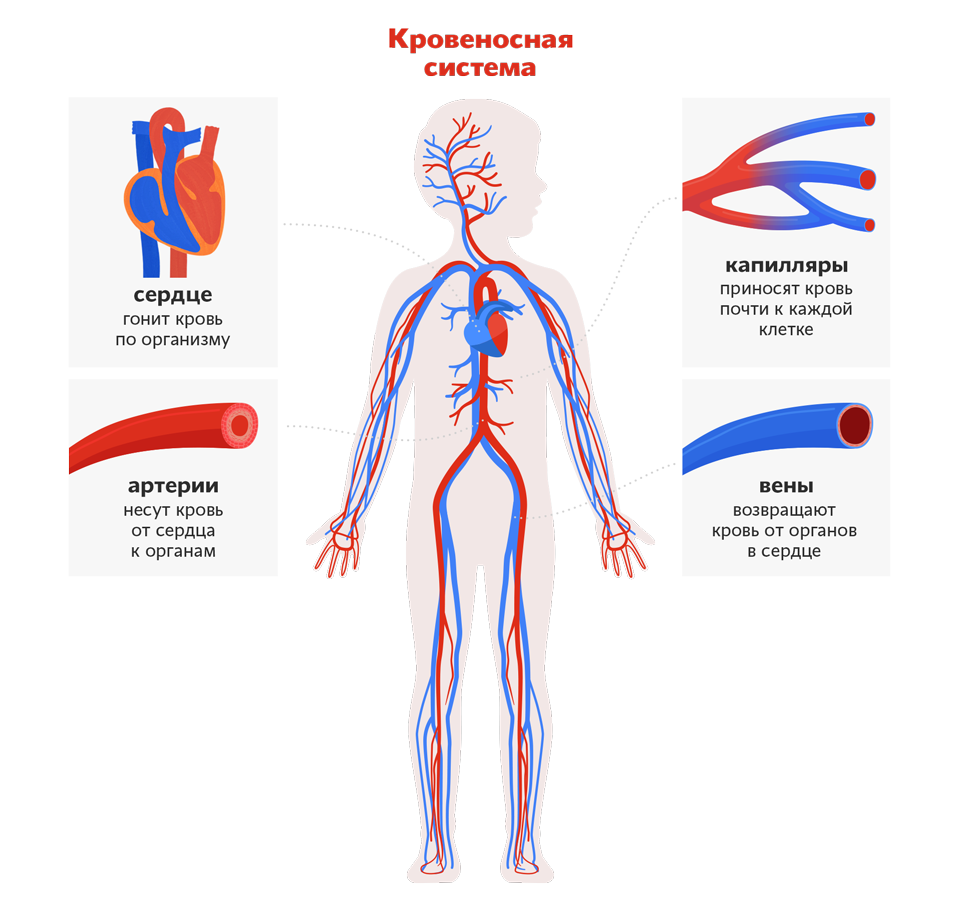 Кровеносная
система
сердце
гонит кровь
по организму
артерии
несут кровь
от сердца
к органам
капилляры
приносят кровь
почти к каждой
клетке
вены
возвращают
кровь от органов
в сердце